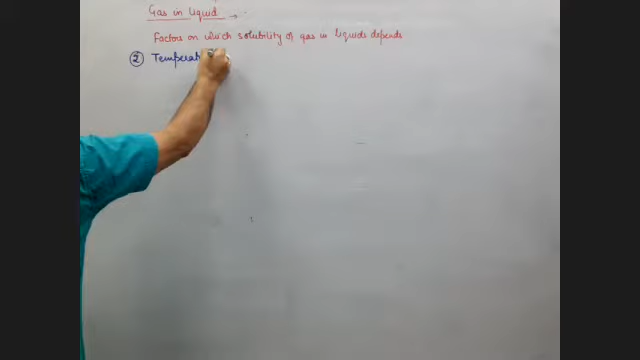 Gas in Liquid →
Factors on which solubility of gas in liquids depends
② Temperat